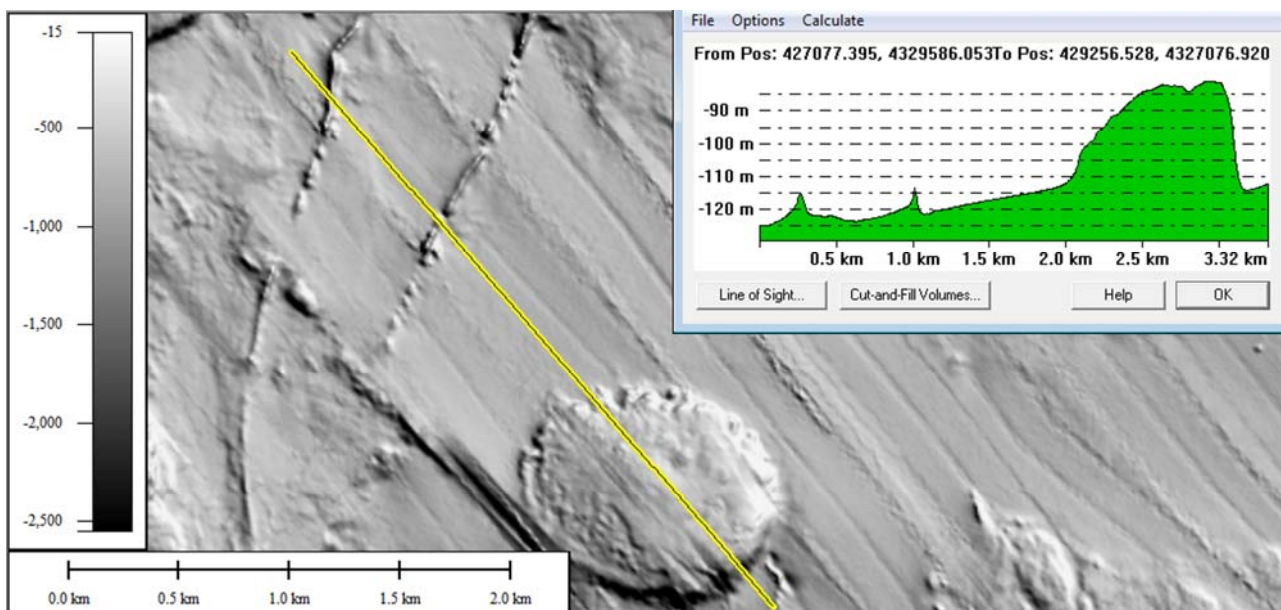 -15
-500
-1,000
-1,500
-2,000
-2,500
0.0 km 0.5 km 1.0 km 1.5 km 2.0 km
File Options Calculate
From Pos: 427077.395, 4329586.053To Pos: 429256.528, 4327076.920
-90 m
-100 m
-110 m
-120 m
0.5 km 1.0 km 1.5 km 2.0 km 2.5 km 3.32 km
Line of Sight... Cut-and-Fill Volumes... Help OK